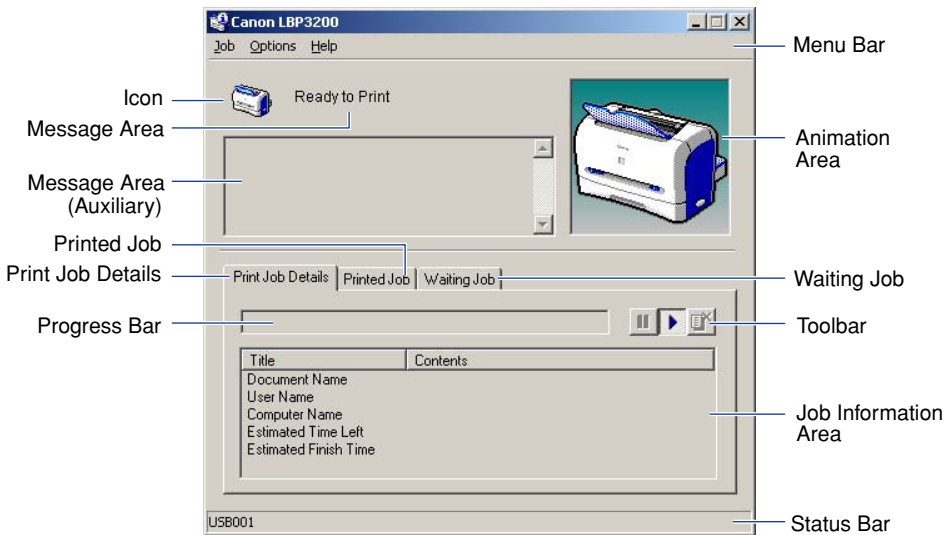 Canon LBP3200
Job Options Help
Menu Bar
Icon
Ready to Print
Message Area
Animation
Area
Message Area
(Auxiliary)
Printed Job
Print Job Details
Print Job Details Printed Job Waiting Job
Waiting Job
Progress Bar
Toolbar
Title Contents
Document Name
User Name
Computer Name
Estimated Time Left
Estimated Finish Time
Job Information
Area
USB001
Status Bar